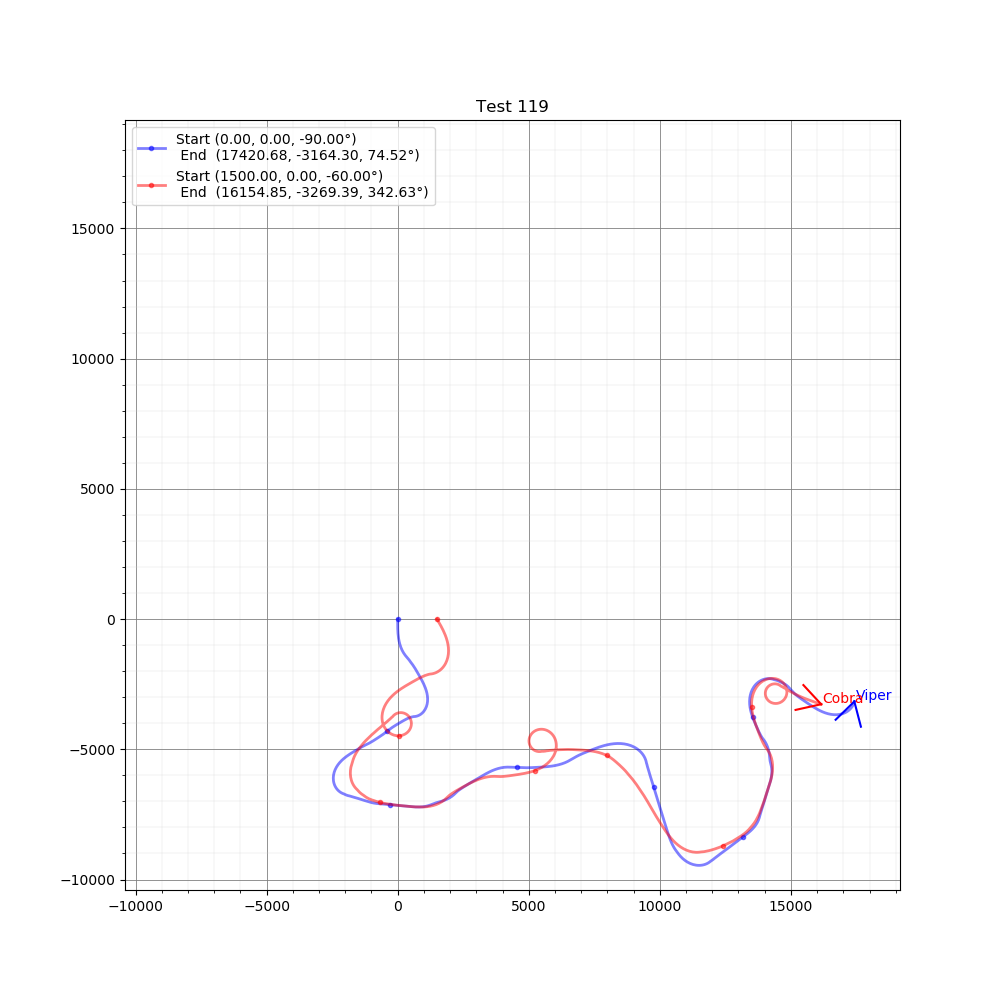 Test 119
Start (0.00, 0.00, -90.00°)
End  (17420.68, -3164.30, 74.52°)
Start (1500.00, 0.00, -60.00°)
End  (16154.85, -3269.39, 342.63°)
15000
10000
5000
0
−5000
−10000
Cobra
Viper
−10000
−5000
0
5000
10000
15000